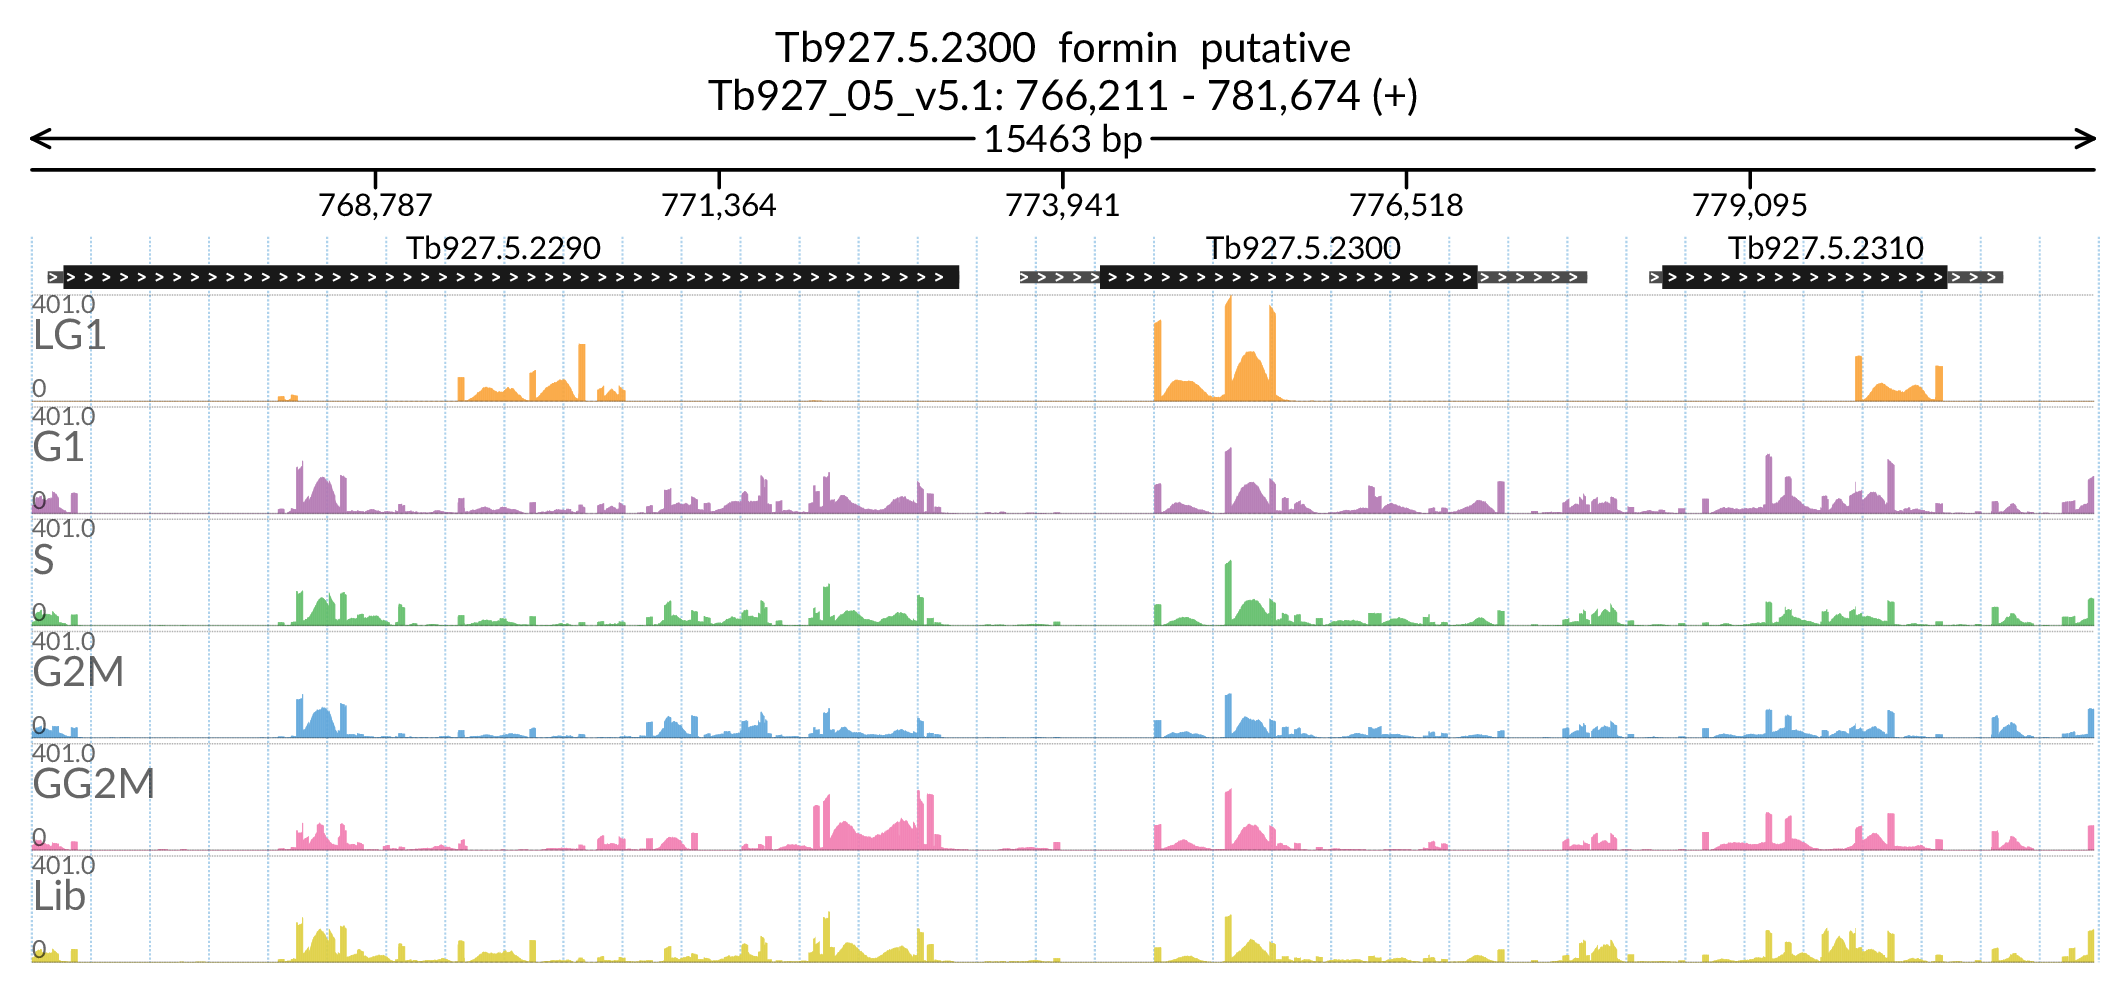 Tb927.5.2300 formin putative
Tb927_05_v5.1: 766,211 - 781,674 (+)
15463 bp
768,787 771,364 773,941 776,518 779,095
Tb927.5.2290 Tb927.5.2300 Tb927.5.2310
401.0
LG1
0
401.0
G1
0
401.0
S
0
401.0
G2M
0
401.0
GG2M
0
401.0
Lib
0